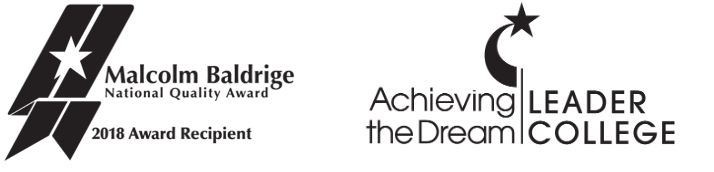 Malcolm Baldrige
National Quality Award
2018 Award Recipient
Achieving
the Dream
LEADER
COLLEGE